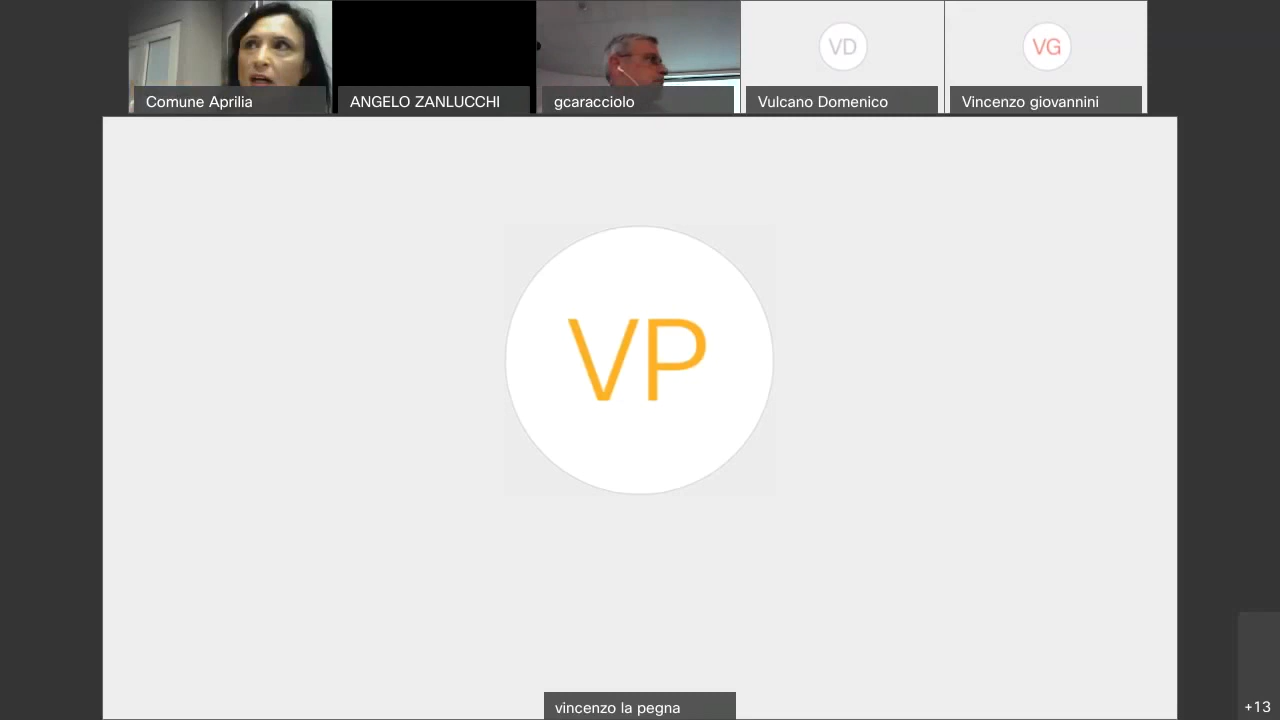 Comune Aprilia
ANGELO ZANLUCCHI
gcaracciolo
VD
Vulcano Domenico
VG
Vincenzo giovannini
VP
vincenzo la pegna
+13